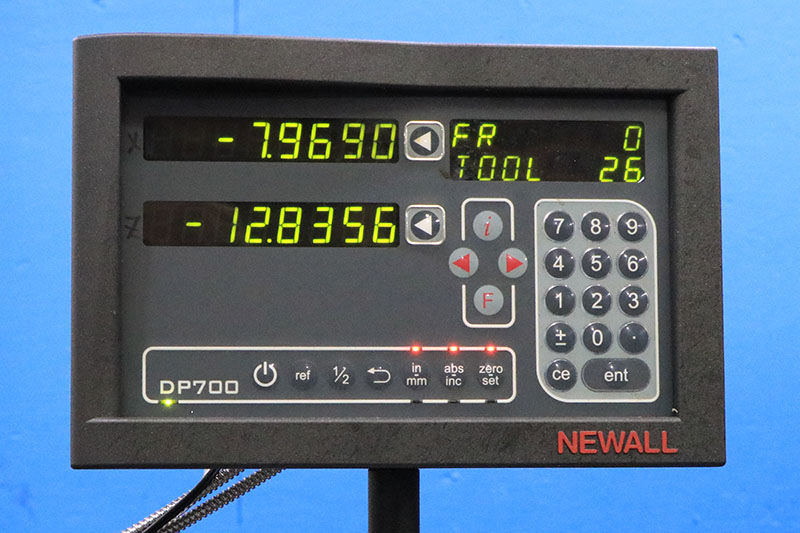 X -7.9690 FR 0
TOOL 26
Z -12.8356
i
F
7 8 9
4 5 6
1 2 3
± 0 .
ce ent
DP700 ref 1/2 in mm abs inc zero set
NEWALL